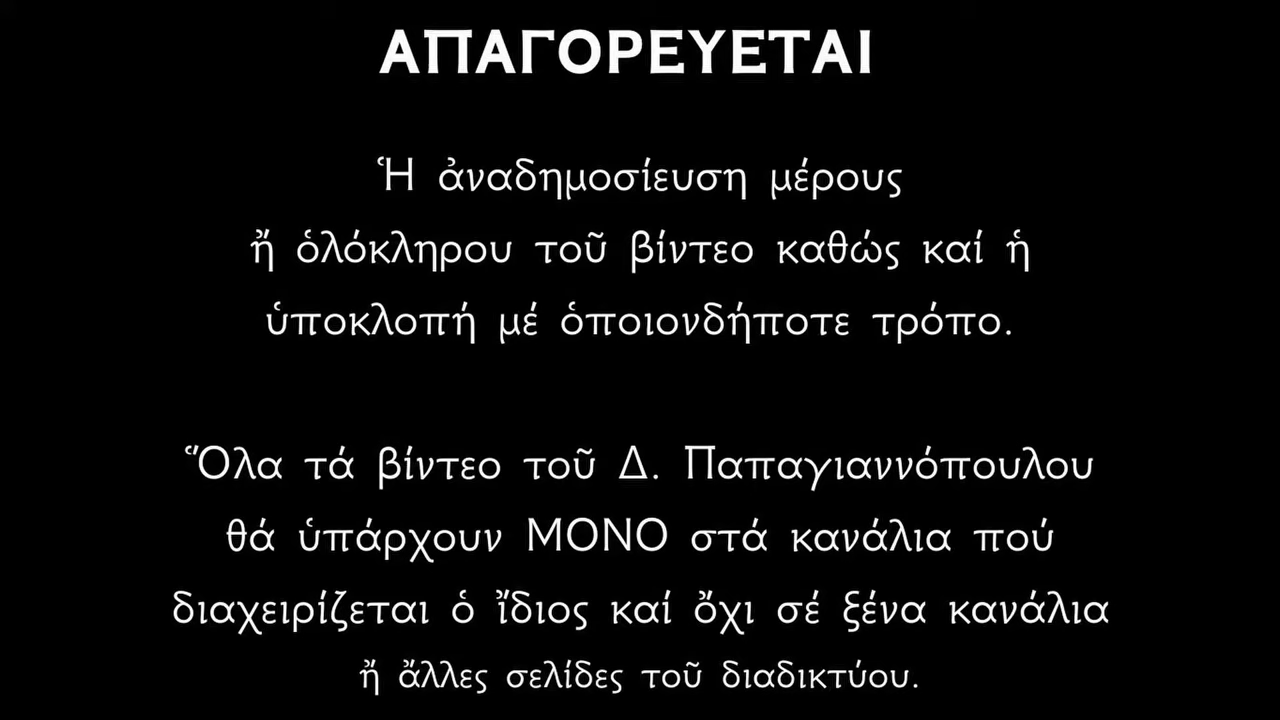 ΑΠΑΓΟΡΕΥΕΤΑΙ
Ἡ ἀναδημοσίευση μέρους
ἤ ὁλόκληρου τοῦ βίντεο καθώς καί ἡ
ὑποκλοπή μέ ὁποιονδήποτε τρόπο.
Ὅλα τά βίντεο τοῦ Δ. Παπαγιαννόπουλου
θά ὑπάρχουν ΜΟΝΟ στά κανάλια πού
διαχειρίζεται ὁ ἴδιος καί ὄχι σέ ξένα κανάλια
ἤ ἄλλες σελίδες τοῦ διαδικτύου.